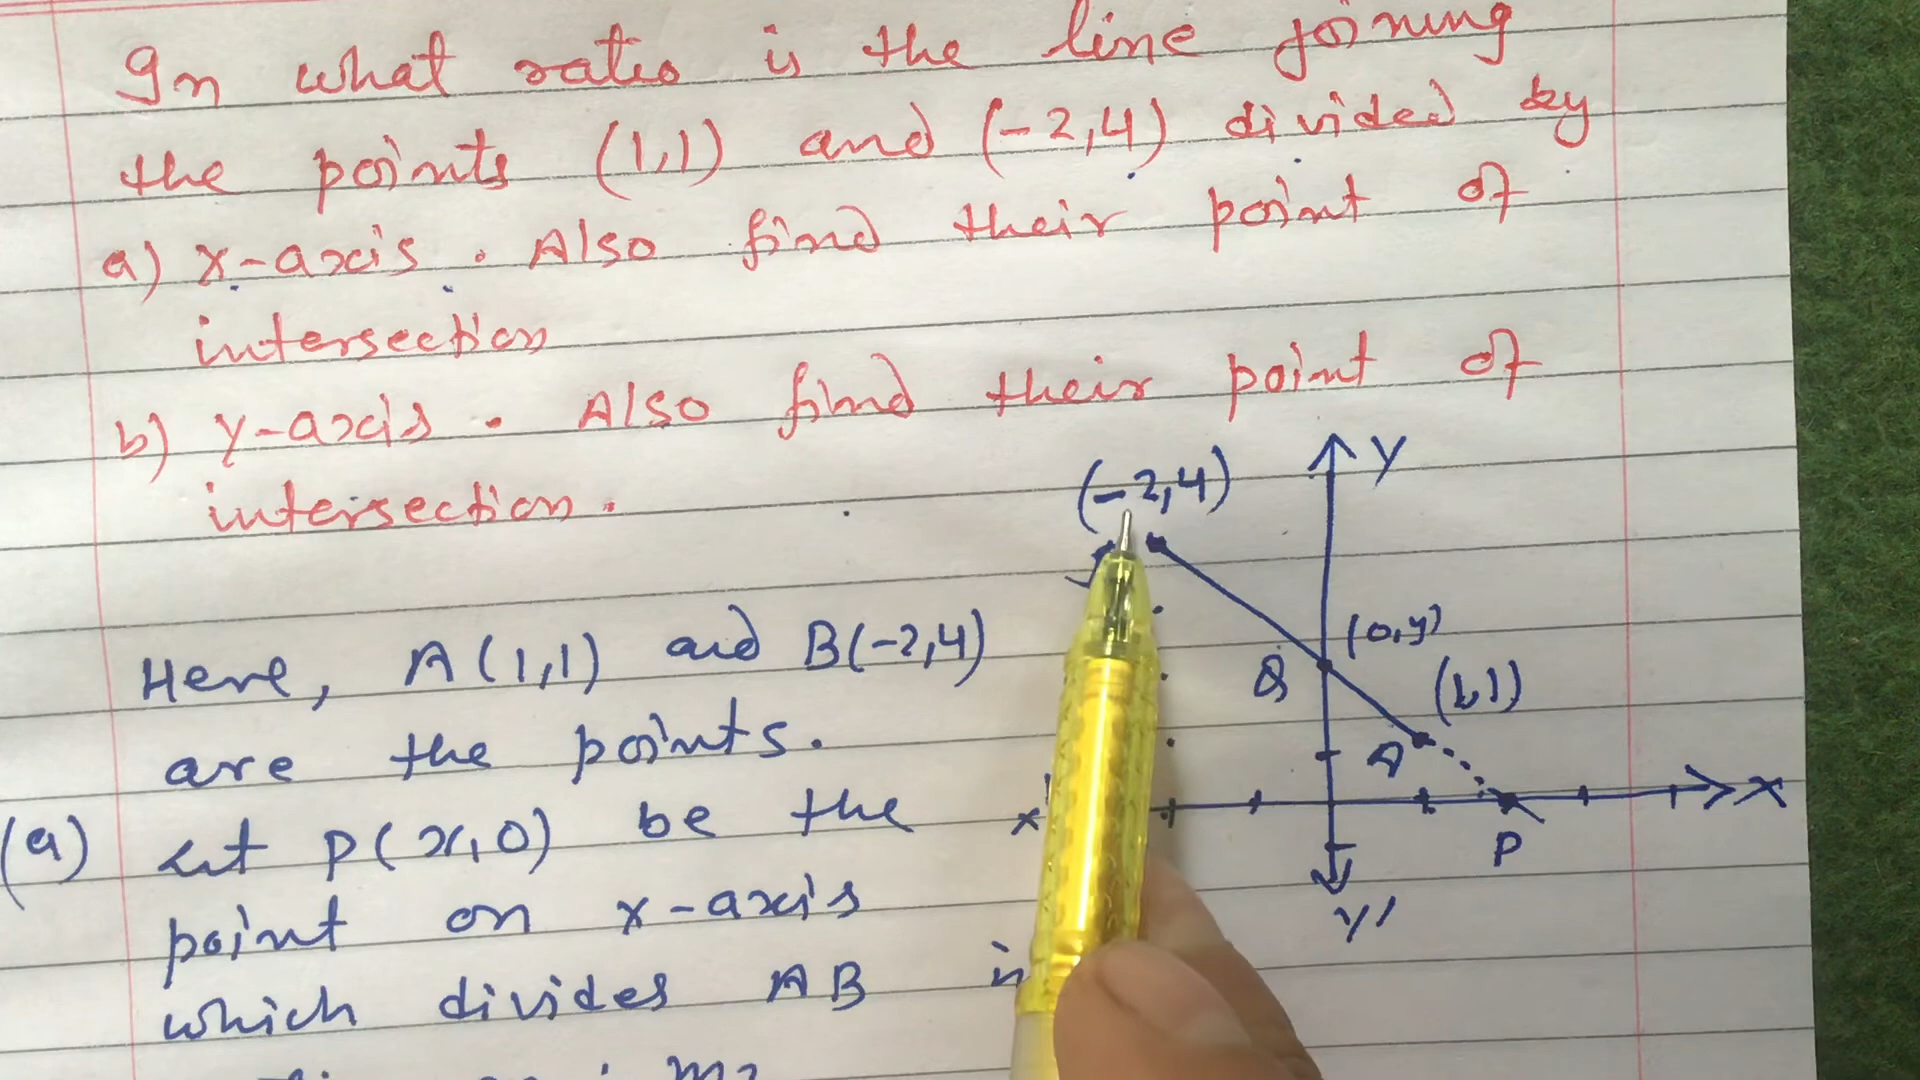 In what ratio is the line joining
the points (1,1) and (-2,4) divided by
a) x-axis. Also find their point of
intersection
b) y-axis. Also find their point of
intersection.
(-2,4)
Y
(0,y)
Q
(1,1)
A
X
P
Y'
Here, A(1,1) and B(-2,4)
are the points.
(a) Let P(x,0) be the
point on x-axis
which divides AB in